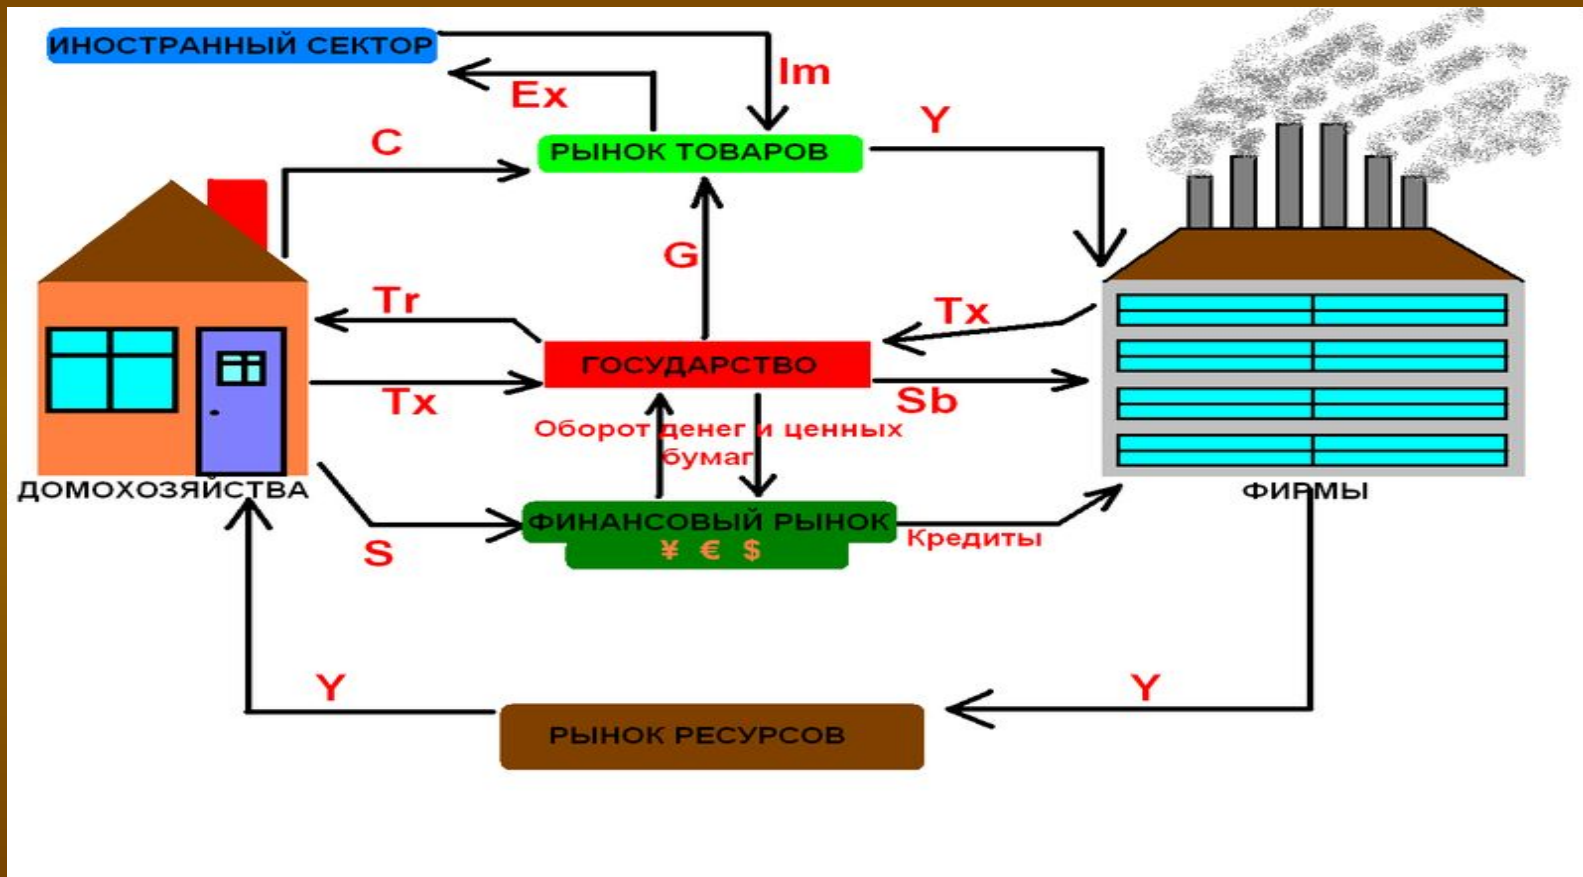 ИНОСТРАННЫЙ СЕКТОР
Im
Ex
Y
C
РЫНОК ТОВАРОВ
G
Tr
Tx
ГОСУДАРСТВО
Tx
Sb
Оборот денег и ценных
бумаг
ДОМОХОЗЯЙСТВА
ФИРМЫ
S
ФИНАНСОВЫЙ РЫНОК
¥ € $
Кредиты
Y
Y
РЫНОК РЕСУРСОВ